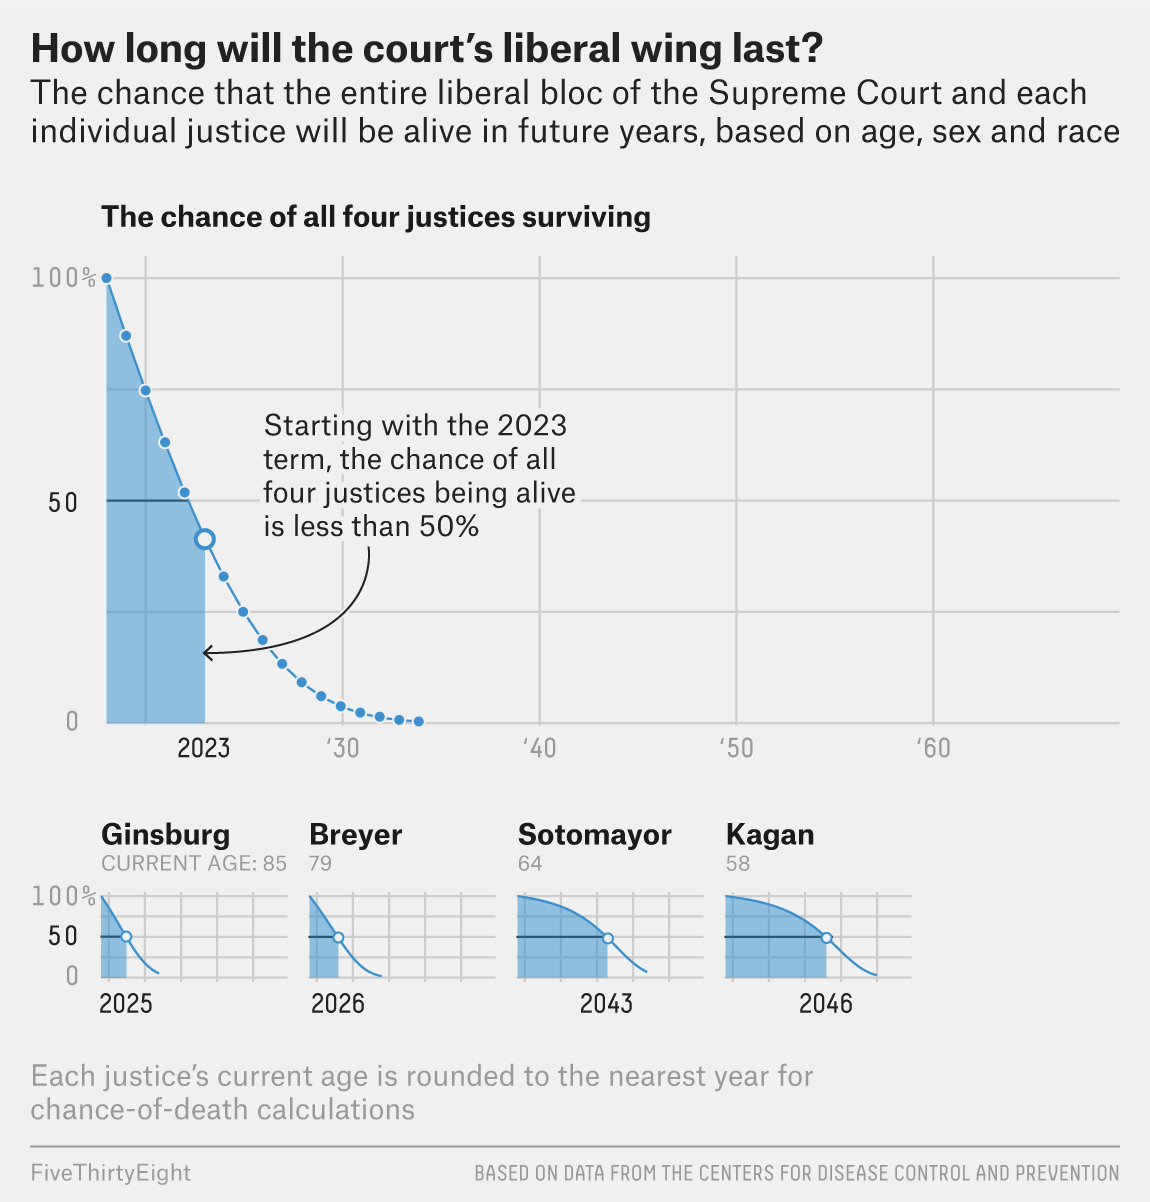 How long will the court’s liberal wing last?
The chance that the entire liberal bloc of the Supreme Court and each
individual justice will be alive in future years, based on age, sex and race
The chance of all four justices surviving
100%
Starting with the 2023
term, the chance of all
four justices being alive
is less than 50%
50
0
2023 ‘30 ‘40 ‘50 ‘60
Ginsburg Breyer Sotomayor Kagan
CURRENT AGE: 85 79 64 58
100%
50
0
2025 2026 2043 2046
Each justice’s current age is rounded to the nearest year for
chance-of-death calculations
FiveThirtyEight BASED ON DATA FROM THE CENTERS FOR DISEASE CONTROL AND PREVENTION